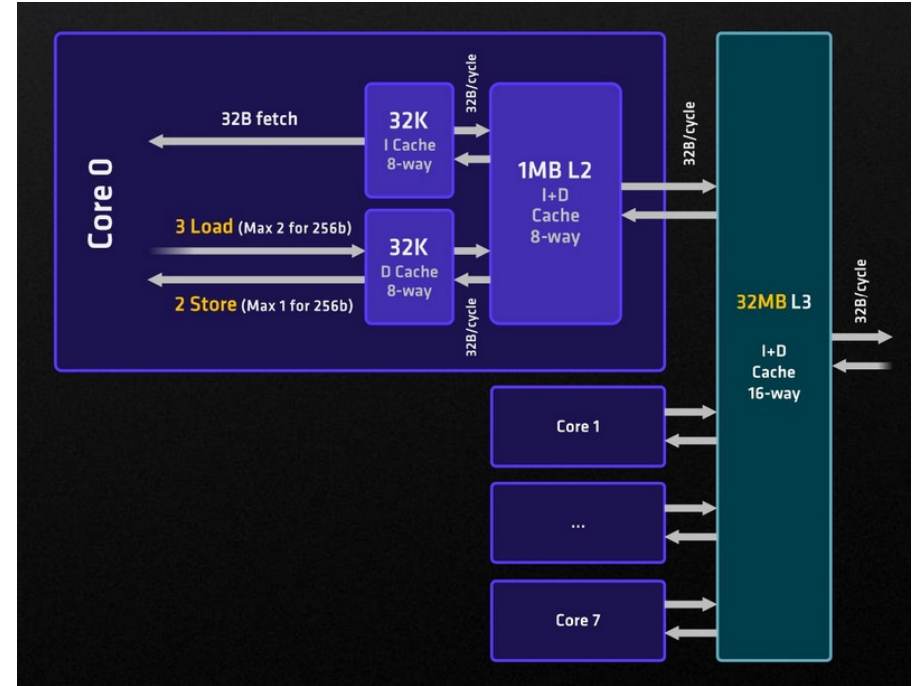 Core 0
32B fetch
32K
I Cache
8-way
32B/cycle
3 Load (Max 2 for 256b)
2 Store (Max 1 for 256b)
32K
D Cache
8-way
32B/cycle
1MB L2
I+D
Cache
8-way
32B/cycle
32MB L3
I+D
Cache
16-way
32B/cycle
Core 1
...
Core 7